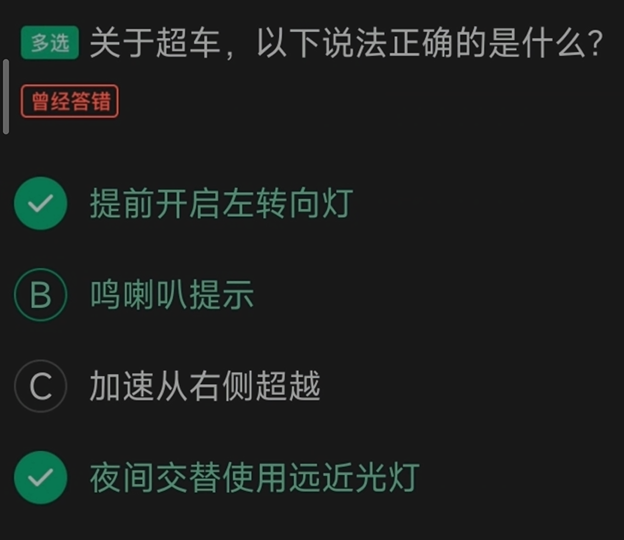 多选 关于超车，以下说法正确的是什么？
曾经答错
提前开启左转向灯
B 鸣喇叭提示
C 加速从右侧超越
夜间交替使用远近光灯